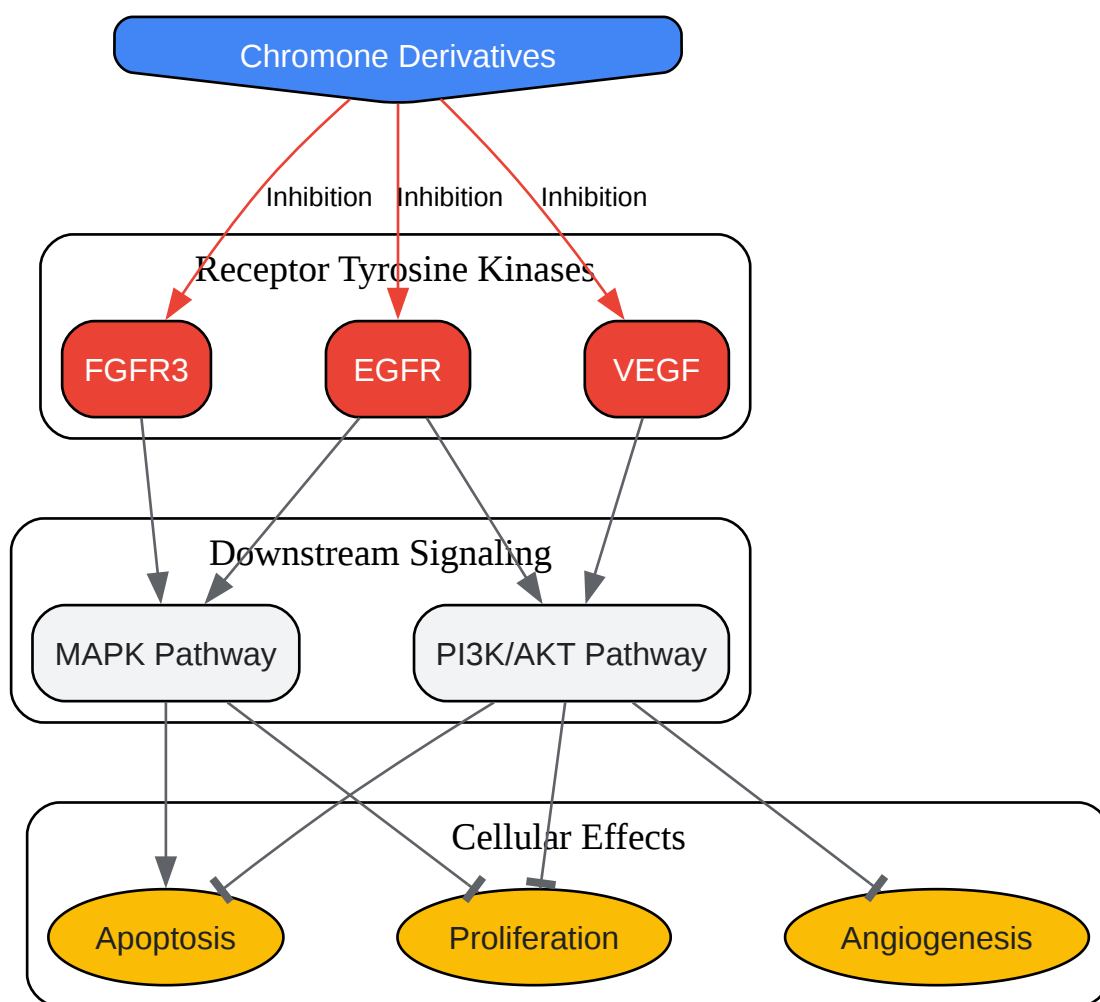 Chromone Derivatives
Inhibition Inhibition Inhibition
Receptor Tyrosine Kinases
FGFR3 EGFR VEGF
Downstream Signaling
MAPK Pathway PI3K/AKT Pathway
Cellular Effects
Apoptosis Proliferation Angiogenesis